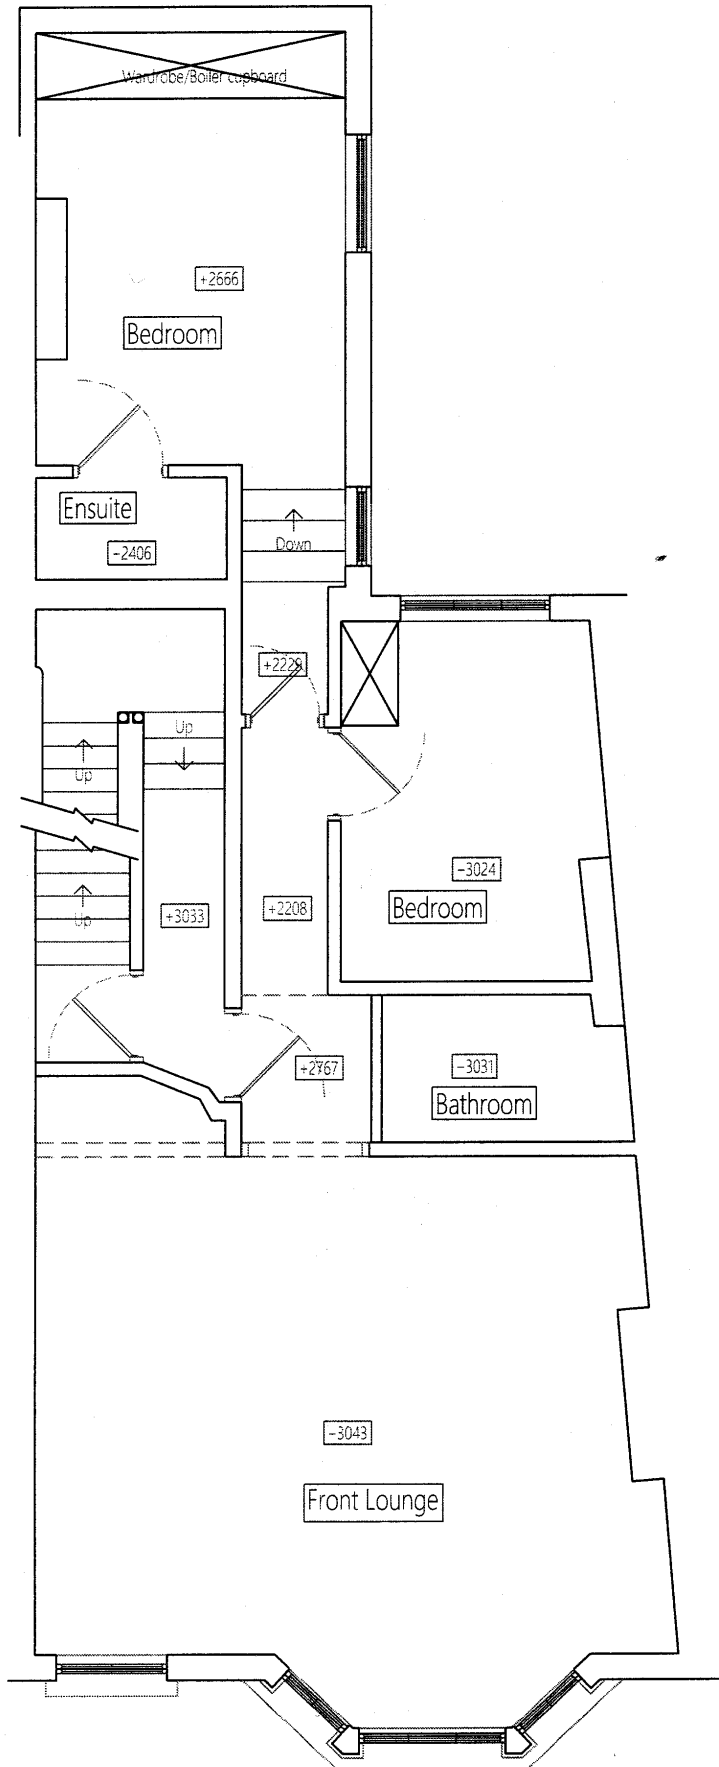 Wardrobe/Boiler cupboard
+2666
Bedroom
Ensuite
-2406
Down
+2229
Up
Up
-3024
Bedroom
+3033
+2208
Up
+2767
-3031
Bathroom
-3043
Front Lounge